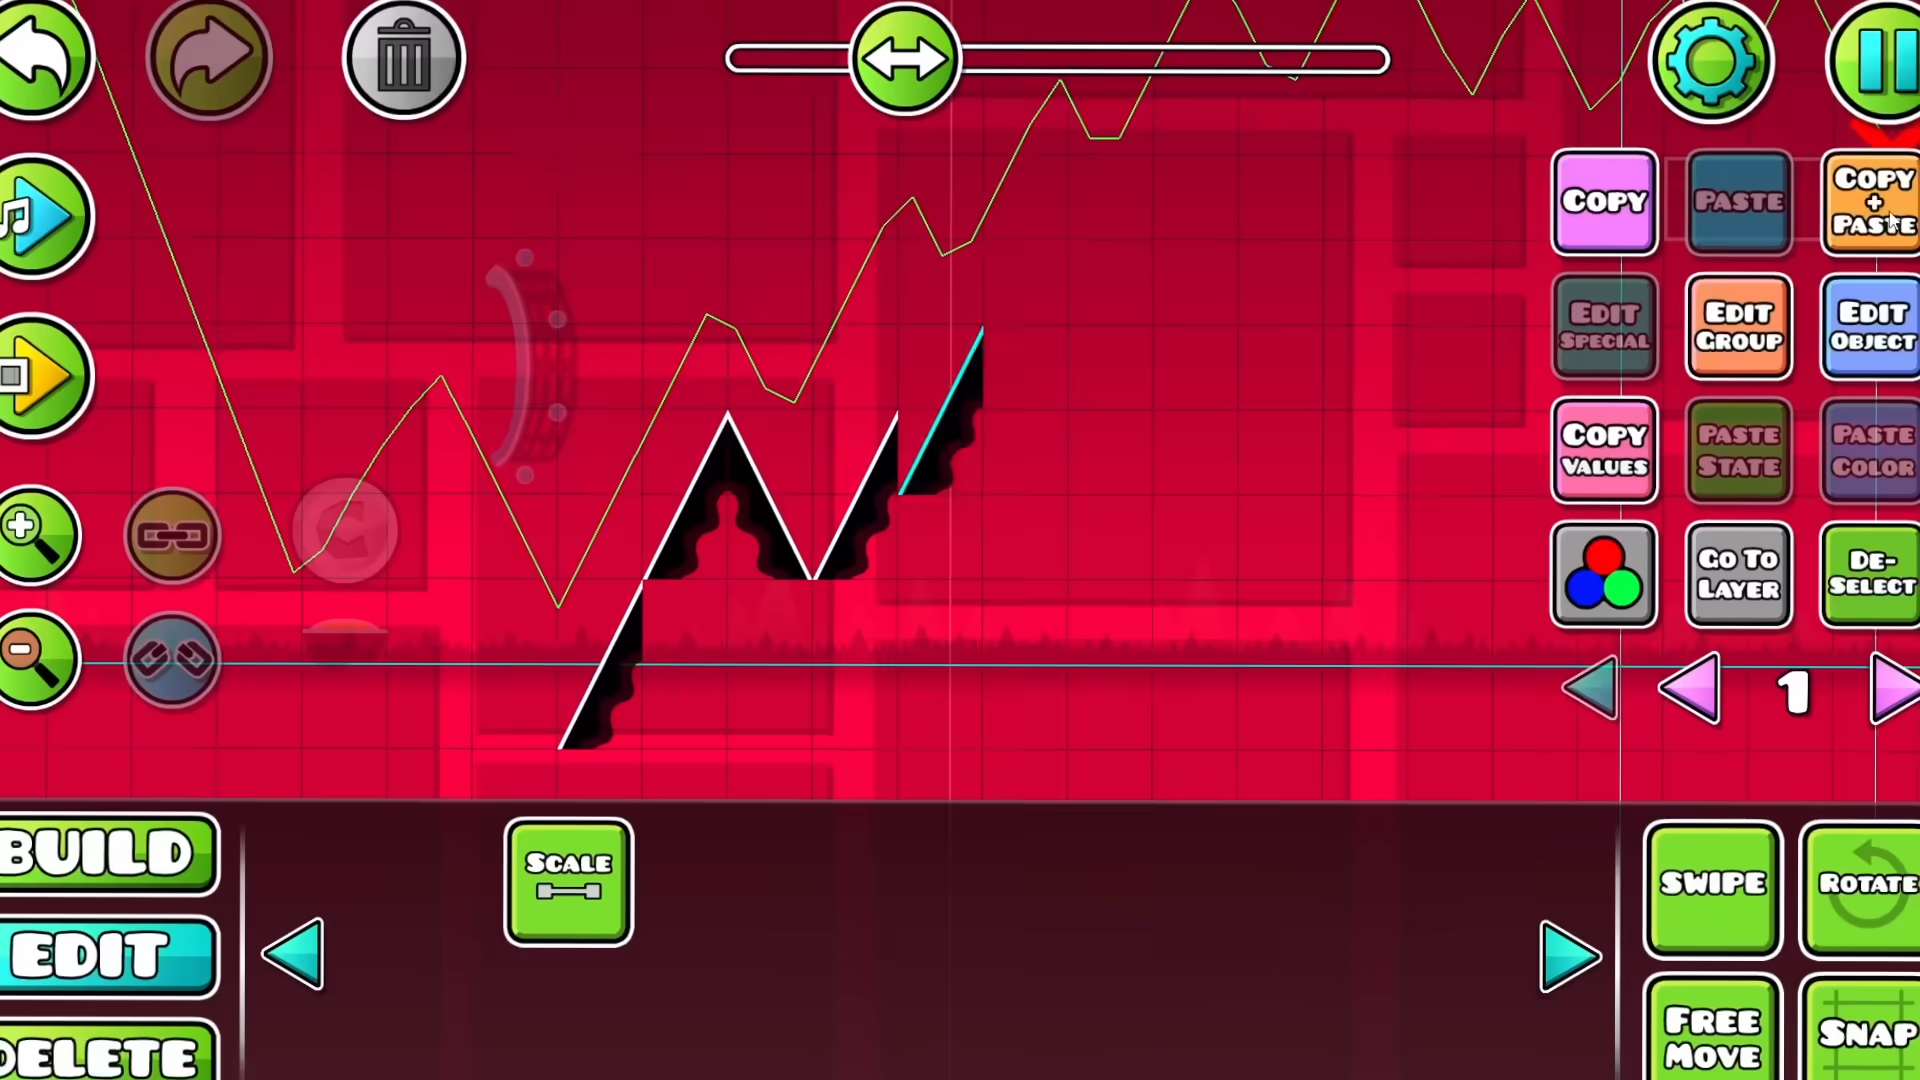 COPY
PASTE
COPY
+
PASTE
EDIT
SPECIAL
EDIT
GROUP
EDIT
OBJECT
COPY
VALUES
PASTE
STATE
PASTE
COLOR
GO TO
LAYER
DE-
SELECT
1
BUILD
EDIT
DELETE
SCALE
SWIPE
ROTATE
FREE
MOVE
SNAP